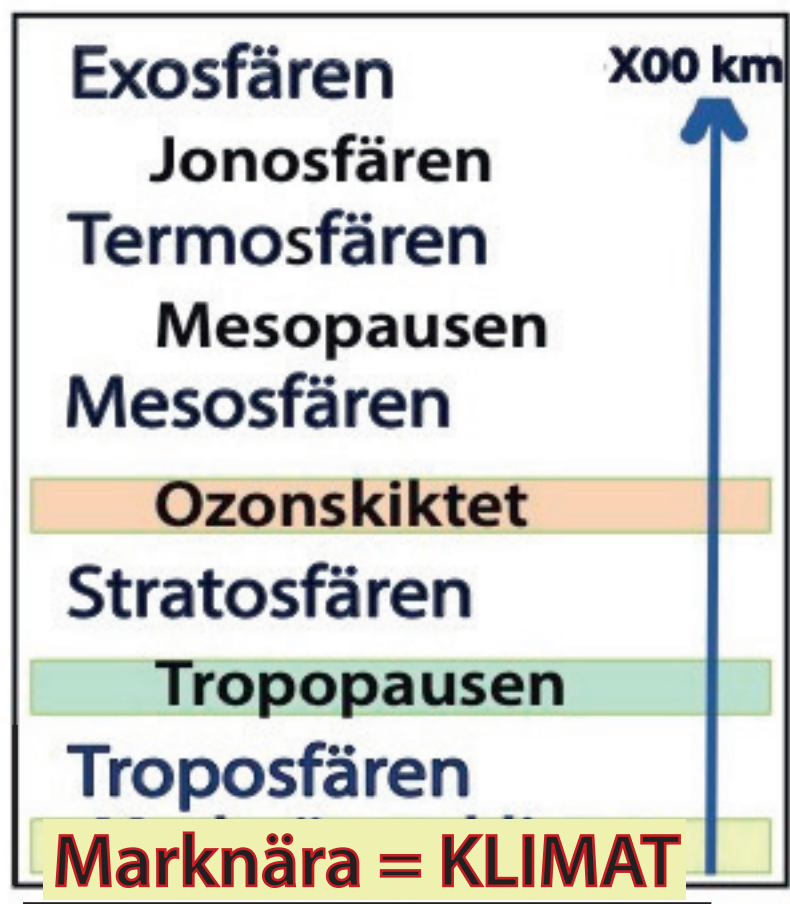 Exosfären X00 km
Jonosfären
Termosfären
Mesopausen
Mesosfären
Ozonskiktet
Stratosfären
Tropopausen
Troposfären
Marknära = KLIMAT